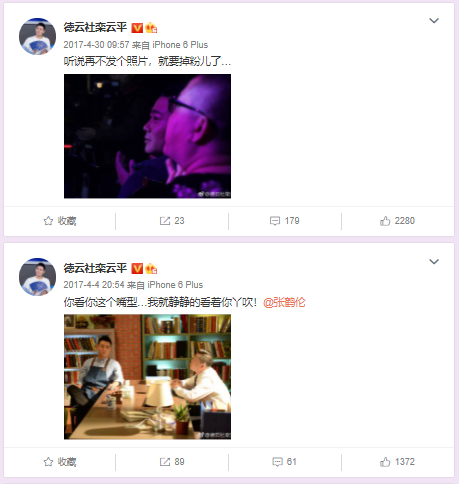 德云社栾云平
2017-4-30 09:57 来自 iPhone 6 Plus
听说再不发个照片，就要掉粉儿了...
收藏 23 179 2280
德云社栾云平
2017-4-4 20:54 来自 iPhone 6 Plus
你看你这个嘴型...我就静静的看着你丫吹！@张鹤伦
收藏 89 61 1372